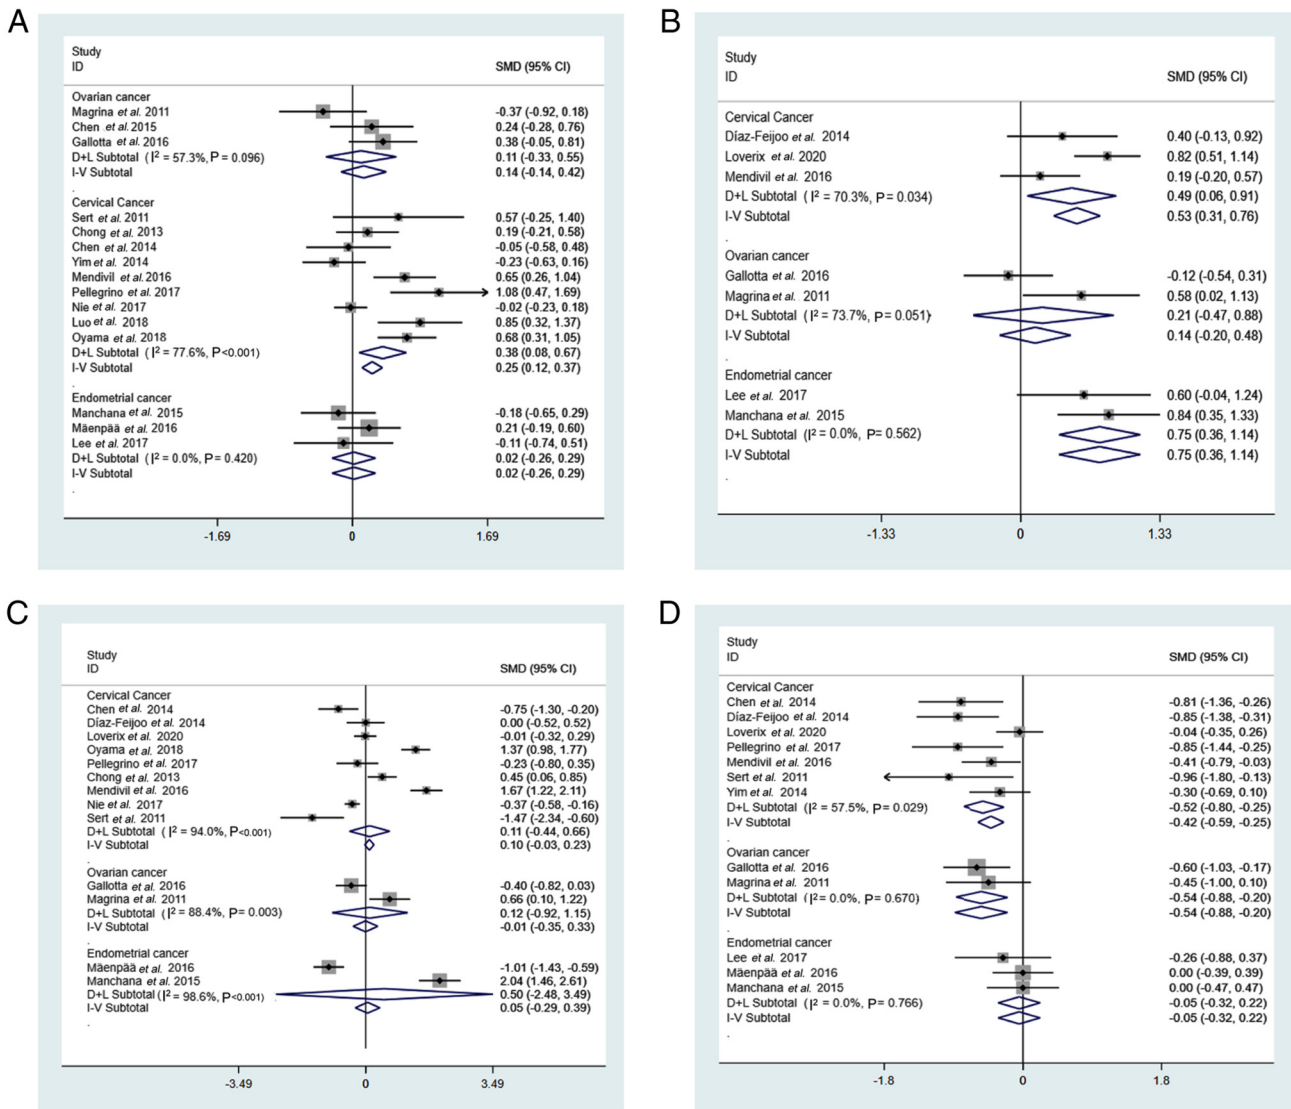 A
Study
ID SMD (95% CI)
Ovarian cancer
Magrina et al. 2011 -0.37 (-0.92, 0.18)
Chen et al. 2015 0.24 (-0.28, 0.76)
Gallotta et al. 2016 0.38 (-0.05, 0.81)
D+L Subtotal ( I² = 57.3%, P = 0.096) 0.11 (-0.33, 0.55)
I-V Subtotal 0.14 (-0.14, 0.42)
.
Cervical Cancer
Sert et al. 2011 0.57 (-0.25, 1.40)
Chong et al. 2013 0.19 (-0.21, 0.58)
Chen et al. 2014 -0.05 (-0.58, 0.48)
Yim et al. 2014 -0.23 (-0.63, 0.16)
Mendivil et al. 2016 0.65 (0.26, 1.04)
Pellegrino et al. 2017 1.08 (0.47, 1.69)
Nie et al. 2017 -0.02 (-0.23, 0.18)
Luo et al. 2018 0.85 (0.32, 1.37)
Oyama et al. 2018 0.68 (0.31, 1.05)
D+L Subtotal ( I² = 77.6%, P<0.001) 0.38 (0.08, 0.67)
I-V Subtotal 0.25 (0.12, 0.37)
.
Endometrial cancer
Manchana et al. 2015 -0.18 (-0.65, 0.29)
Mäenpää et al. 2016 0.21 (-0.19, 0.60)
Lee et al. 2017 -0.11 (-0.74, 0.51)
D+L Subtotal ( I² = 0.0%, P = 0.420) 0.02 (-0.26, 0.29)
I-V Subtotal 0.02 (-0.26, 0.29)
.
-1.69 0 1.69
B
Study
ID SMD (95% CI)
Cervical Cancer
Díaz-Feijoo et al. 2014 0.40 (-0.13, 0.92)
Loverix et al. 2020 0.82 (0.51, 1.14)
Mendivil et al. 2016 0.19 (-0.20, 0.57)
D+L Subtotal ( I² = 70.3%, P = 0.034) 0.49 (0.06, 0.91)
I-V Subtotal 0.53 (0.31, 0.76)
.
Ovarian cancer
Gallotta et al. 2016 -0.12 (-0.54, 0.31)
Magrina et al. 2011 0.58 (0.02, 1.13)
D+L Subtotal ( I² = 73.7%, P = 0.051) 0.21 (-0.47, 0.88)
I-V Subtotal 0.14 (-0.20, 0.48)
.
Endometrial cancer
Lee et al. 2017 0.60 (-0.04, 1.24)
Manchana et al. 2015 0.84 (0.35, 1.33)
D+L Subtotal (I² = 0.0%, P = 0.562) 0.75 (0.36, 1.14)
I-V Subtotal 0.75 (0.36, 1.14)
.
-1.33 0 1.33
C
Study
ID SMD (95% CI)
Cervical Cancer
Chen et al. 2014 -0.75 (-1.30, -0.20)
Díaz-Feijoo et al. 2014 0.00 (-0.52, 0.52)
Loverix et al. 2020 -0.01 (-0.32, 0.29)
Oyama et al. 2018 1.37 (0.98, 1.77)
Pellegrino et al. 2017 -0.23 (-0.80, 0.35)
Chong et al. 2013 0.45 (0.06, 0.85)
Mendivil et al. 2016 1.67 (1.22, 2.11)
Nie et al. 2017 -0.37 (-0.58, -0.16)
Sert et al. 2011 -1.47 (-2.34, -0.60)
D+L Subtotal ( I² = 94.0%, P<0.001) 0.11 (-0.44, 0.66)
I-V Subtotal 0.10 (-0.03, 0.23)
.
Ovarian cancer
Gallotta et al. 2016 -0.40 (-0.82, 0.03)
Magrina et al. 2011 0.66 (0.10, 1.22)
D+L Subtotal ( I² = 88.4%, P = 0.003) 0.12 (-0.92, 1.15)
I-V Subtotal -0.01 (-0.35, 0.33)
.
Endometrial cancer
Mäenpää et al. 2016 -1.01 (-1.43, -0.59)
Manchana et al. 2015 2.04 (1.46, 2.61)
D+L Subtotal ( I² = 98.6%, P<0.001) 0.50 (-2.48, 3.49)
I-V Subtotal 0.05 (-0.29, 0.39)
.
-3.49 0 3.49
D
Study
ID SMD (95% CI)
Cervical Cancer
Chen et al. 2014 -0.81 (-1.36, -0.26)
Díaz-Feijoo et al. 2014 -0.85 (-1.38, -0.31)
Loverix et al. 2020 -0.04 (-0.35, 0.26)
Pellegrino et al. 2017 -0.85 (-1.44, -0.25)
Mendivil et al. 2016 -0.41 (-0.79, -0.03)
Sert et al. 2011 -0.96 (-1.80, -0.13)
Yim et al. 2014 -0.30 (-0.69, 0.10)
D+L Subtotal ( I² = 57.5%, P = 0.029) -0.52 (-0.80, -0.25)
I-V Subtotal -0.42 (-0.59, -0.25)
.
Ovarian cancer
Gallotta et al. 2016 -0.60 (-1.03, -0.17)
Magrina et al. 2011 -0.45 (-1.00, 0.10)
D+L Subtotal ( I² = 0.0%, P = 0.670) -0.54 (-0.88, -0.20)
I-V Subtotal -0.54 (-0.88, -0.20)
.
Endometrial cancer
Lee et al. 2017 -0.26 (-0.88, 0.37)
Mäenpää et al. 2016 0.00 (-0.39, 0.39)
Manchana et al. 2015 0.00 (-0.47, 0.47)
D+L Subtotal ( I² = 0.0%, P = 0.766) -0.05 (-0.32, 0.22)
I-V Subtotal -0.05 (-0.32, 0.22)
.
-1.8 0 1.8